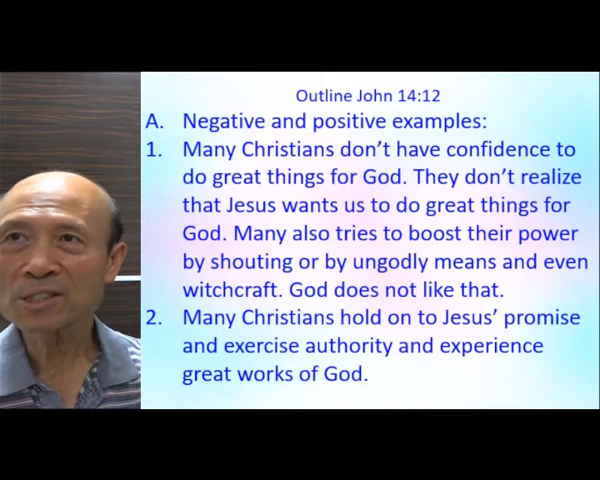 Outline John 14:12
A. Negative and positive examples:
1. Many Christians don't have confidence to
do great things for God. They don't realize
that Jesus wants us to do great things for
God. Many also tries to boost their power
by shouting or by ungodly means and even
witchcraft. God does not like that.
2. Many Christians hold on to Jesus' promise
and exercise authority and experience
great works of God.